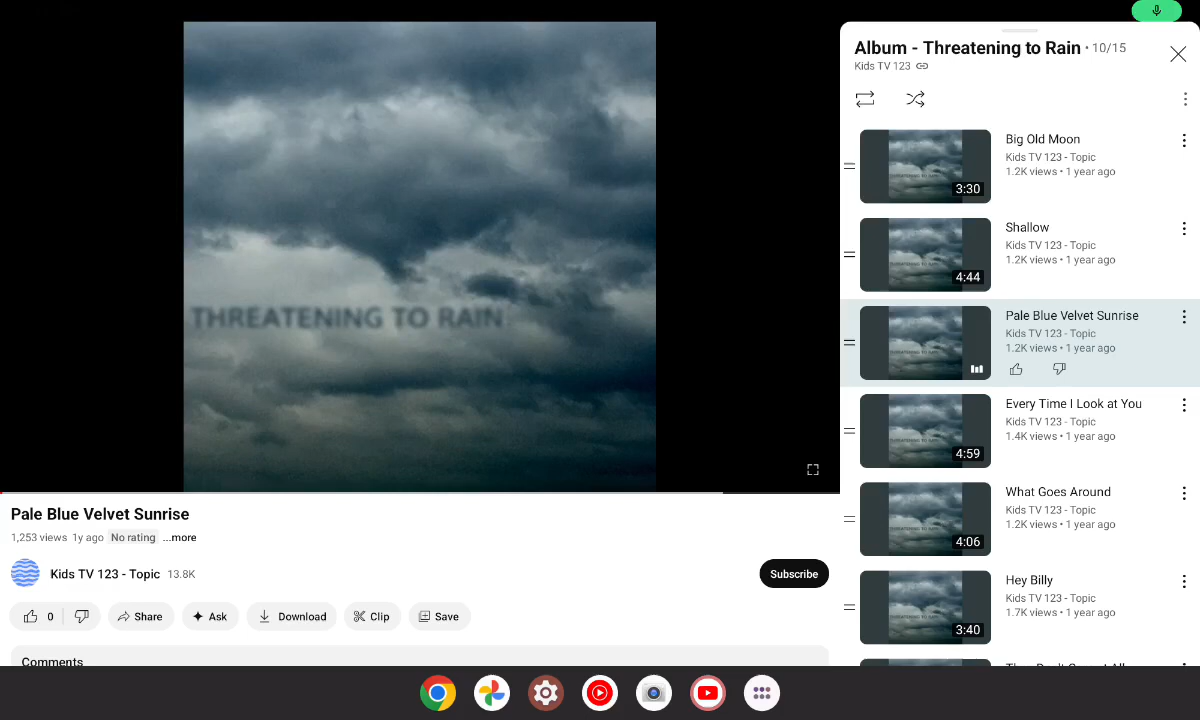 THREATENING TO RAIN
Pale Blue Velvet Sunrise
1,253 views 1y ago No rating ...more
Kids TV 123 - Topic 13.8K
Subscribe
0 Share Ask Download Clip Save
Comments
Album - Threatening to Rain • 10/15
Kids TV 123
Big Old Moon
Kids TV 123 - Topic
1.2K views • 1 year ago
3:30
Shallow
Kids TV 123 - Topic
1.2K views • 1 year ago
4:44
Pale Blue Velvet Sunrise
Kids TV 123 - Topic
1.2K views • 1 year ago
Every Time I Look at You
Kids TV 123 - Topic
1.4K views • 1 year ago
4:59
What Goes Around
Kids TV 123 - Topic
1.2K views • 1 year ago
4:06
Hey Billy
Kids TV 123 - Topic
1.7K views • 1 year ago
3:40